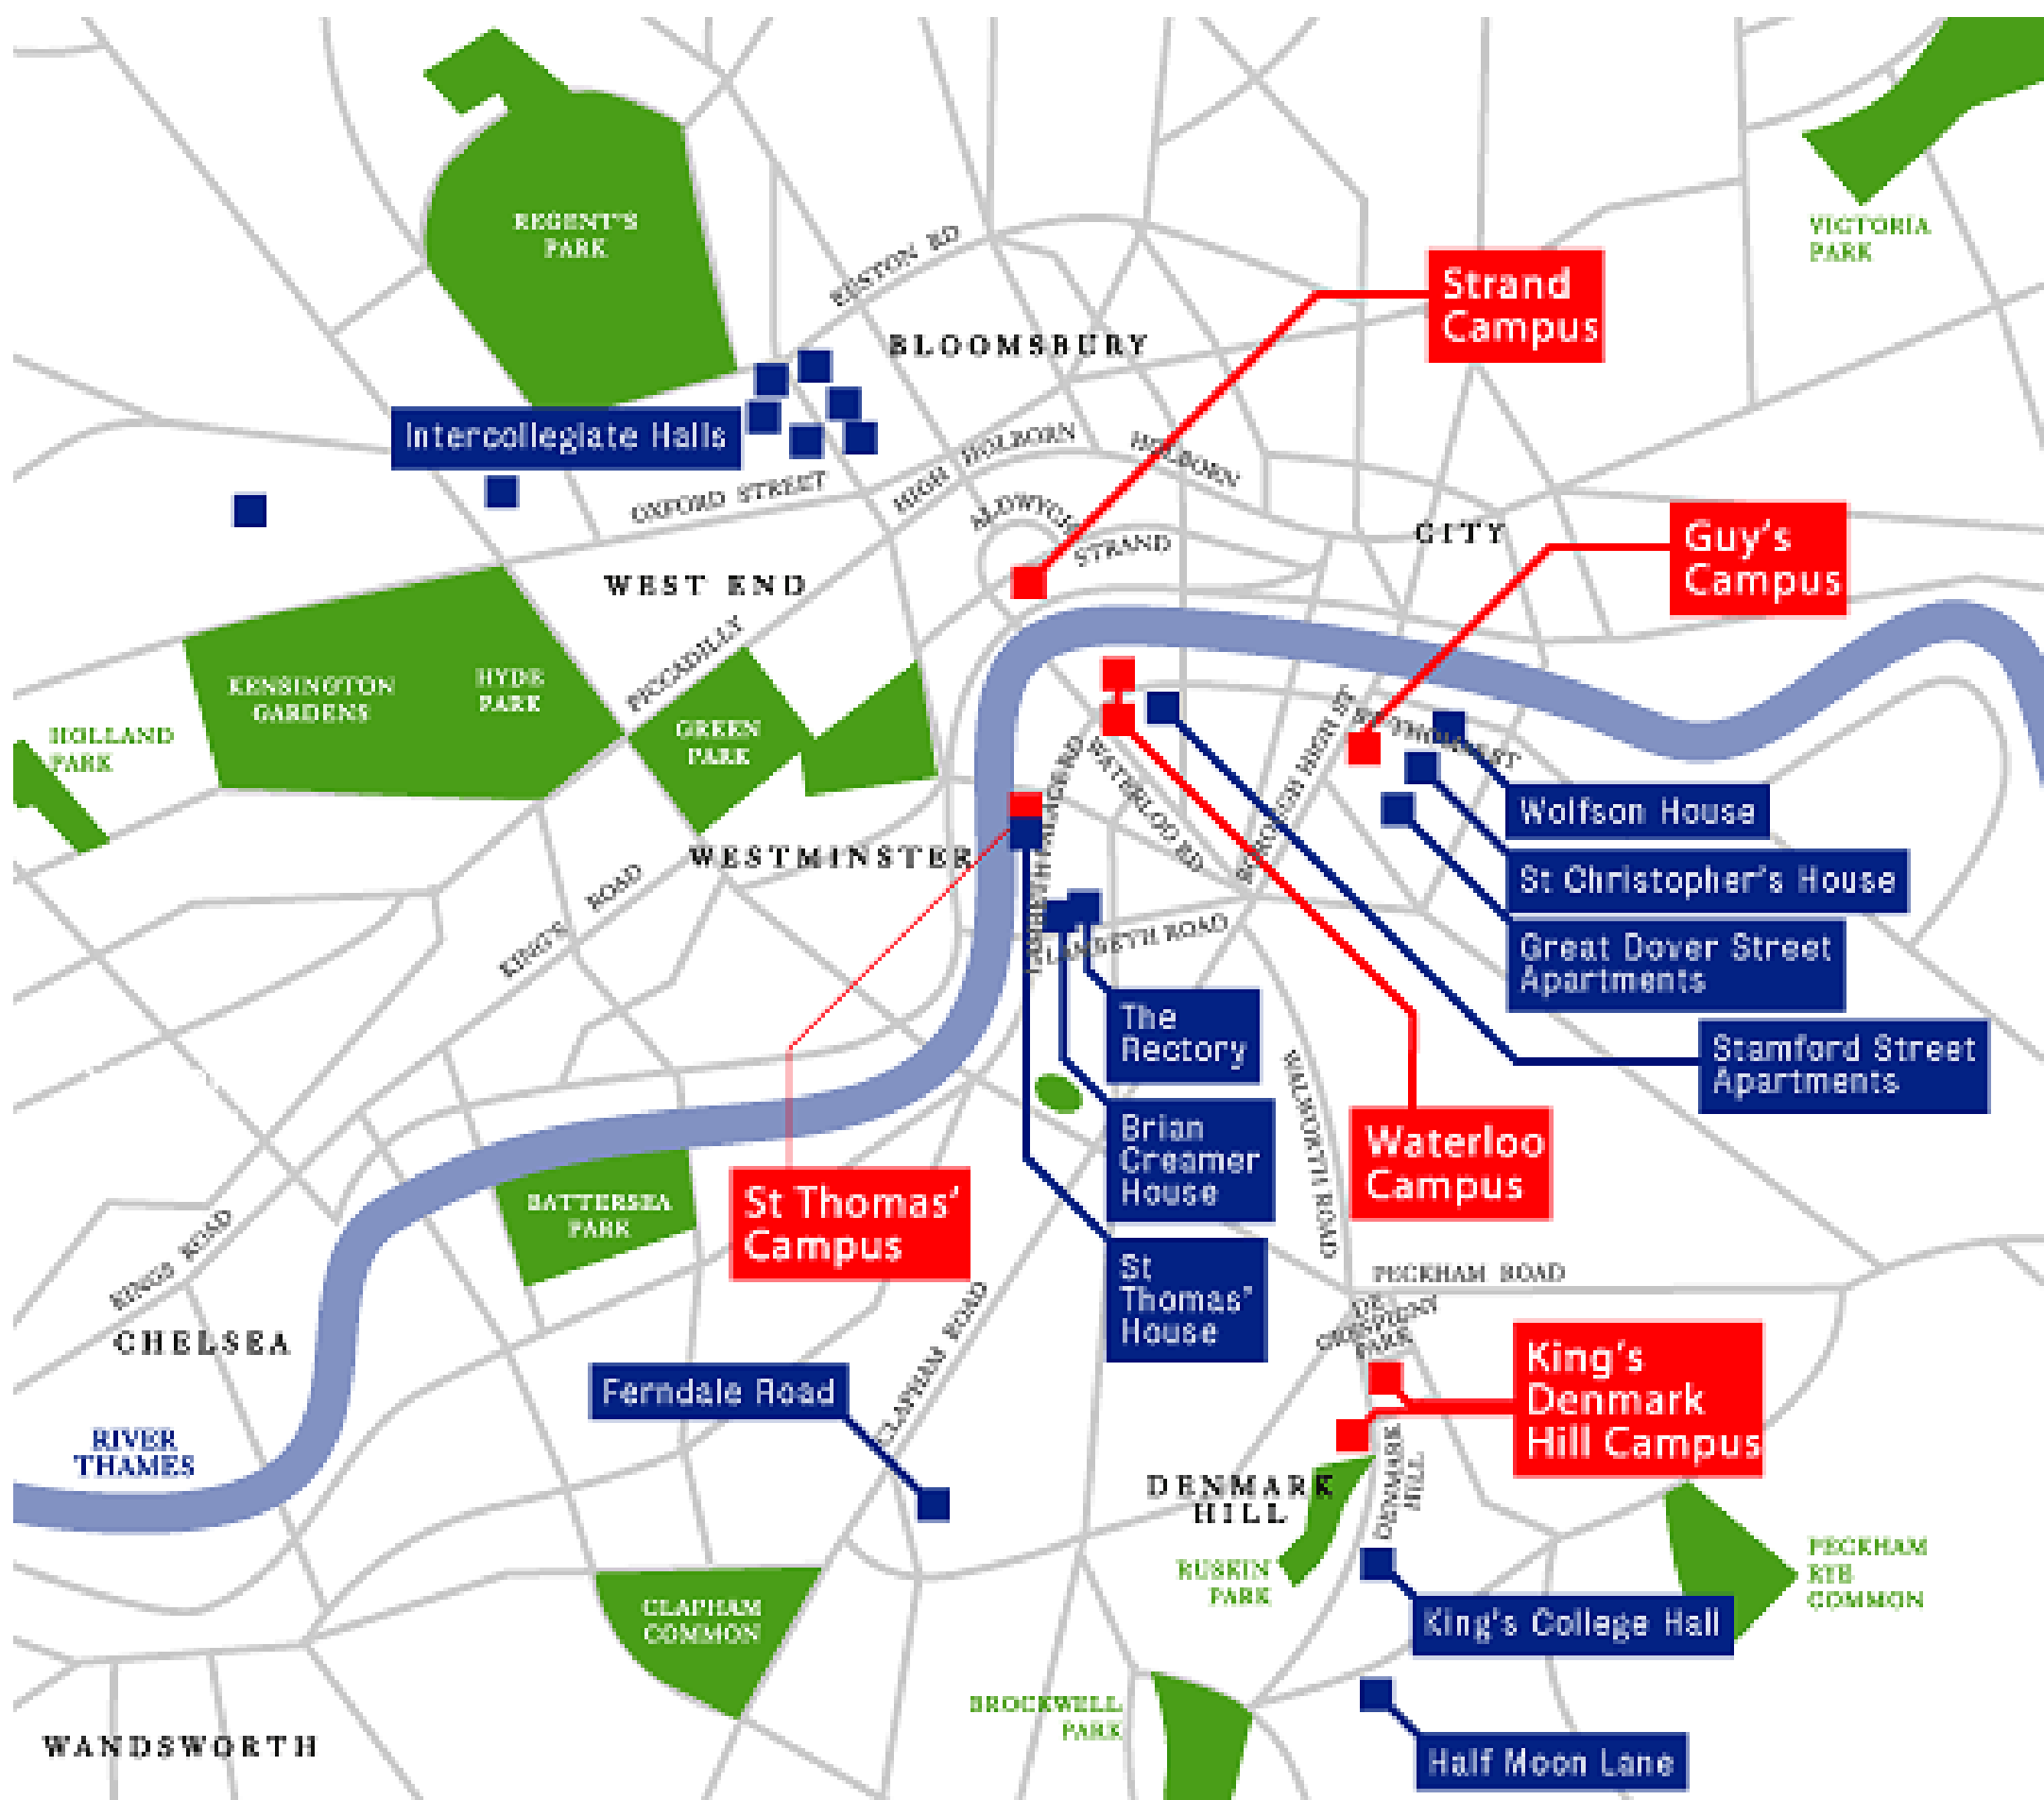 REGENT'S
PARK
VICTORIA
PARK
EUSTON RD
Strand
Campus
BLOOMSBURY
Intercollegiate Halls
HIGH HOLBORN
HOLBORN
OXFORD STREET
ALDWYCH
STRAND
CITY
Guy's
Campus
WEST END
PICCADILLY
KENSINGTON
GARDENS
HYDE
PARK
GREEN
PARK
HOLLAND
PARK
BOROUGH HIGH ST
WATERLOO RD
Wolfson House
WESTMINSTER
St Christopher's House
KING'S ROAD
LAMBETH ROAD
Great Dover Street
Apartments
The
Rectory
Stamford Street
Apartments
Brian
Creamer
House
WALWORTH ROAD
Waterloo
Campus
BATTERSEA
PARK
St Thomas'
Campus
KINGS ROAD
St
Thomas'
House
PECKHAM ROAD
CHELSEA
CLAPHAM ROAD
Ferndale Road
King's
Denmark
Hill Campus
RIVER
THAMES
DENMARK
HILL
DENMARK
HILL
RUSKIN
PARK
PECKHAM
RYE
COMMON
CLAPHAM
COMMON
King's College Hall
BROCKWELL
PARK
WANDSWORTH
Half Moon Lane